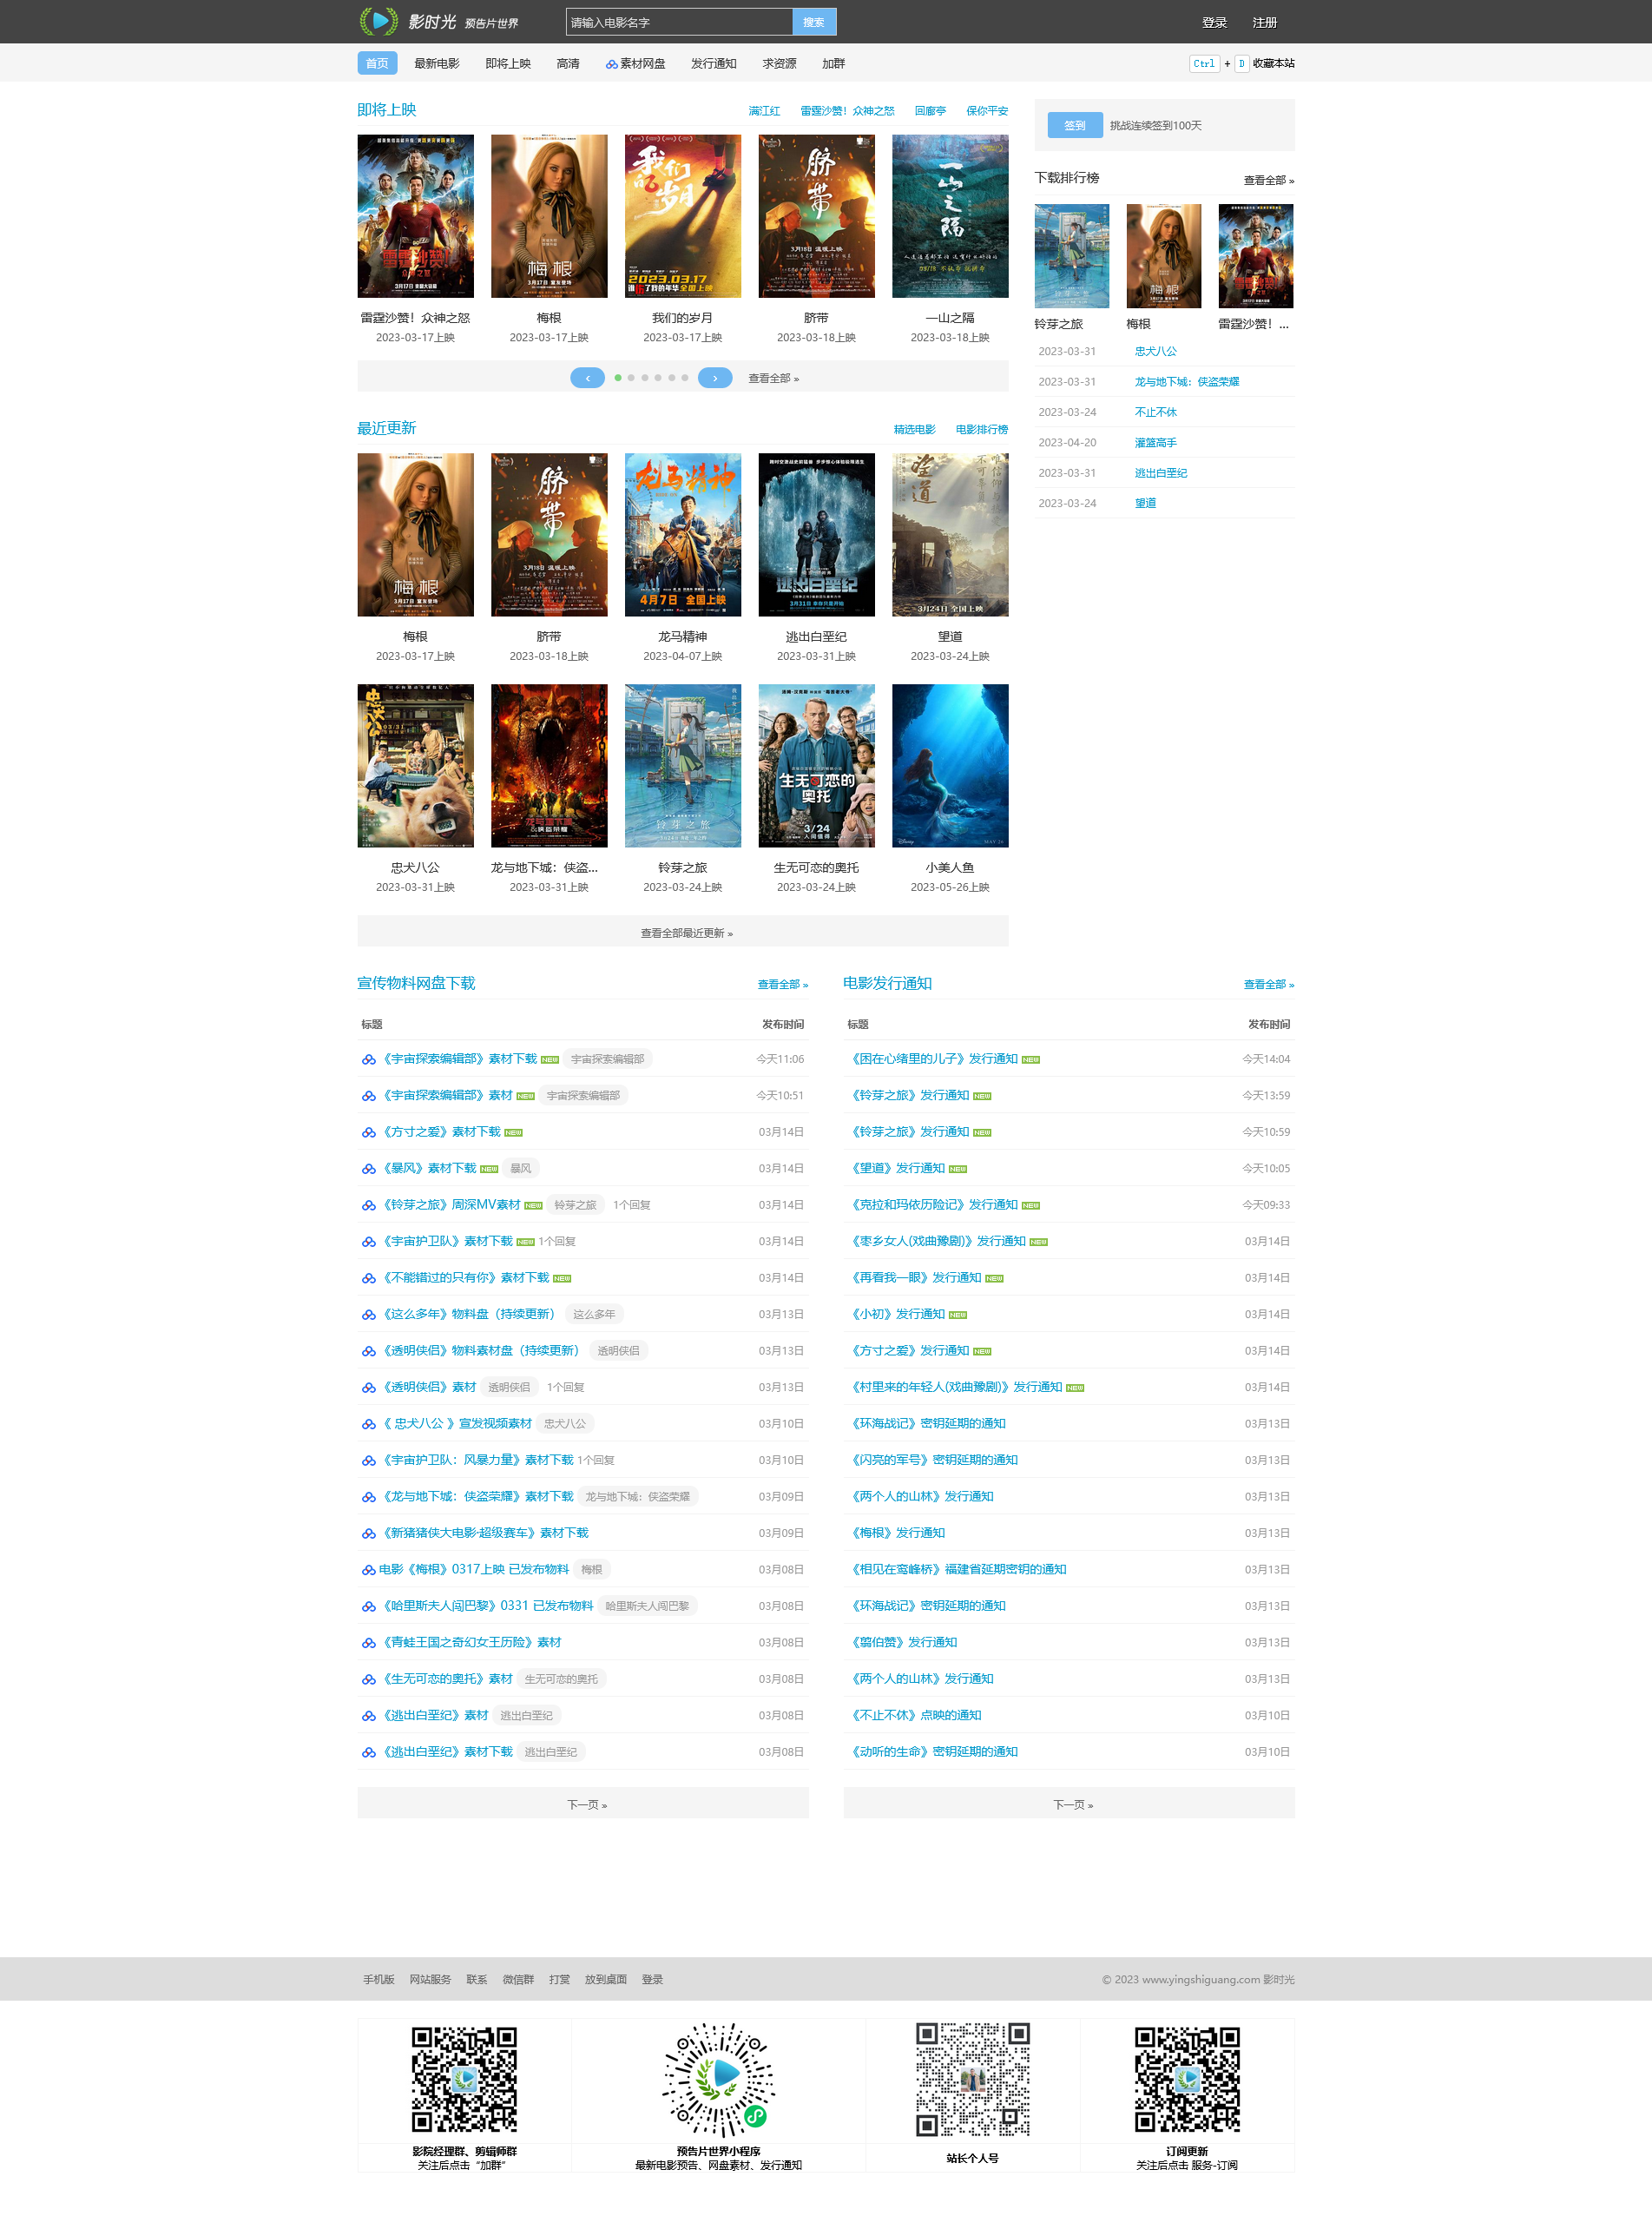 影时光 预告片世界
请输入电影名字
搜索
登录 注册
首页 最新电影 即将上映 高清 素材网盘 发行通知 求资源 加群
Ctrl + D 收藏本站
即将上映
满江红 雷霆沙赞！众神之怒 回廊亭 保你平安
雷霆沙赞！众神之怒
2023-03-17上映
梅根
2023-03-17上映
我们的岁月
2023-03-17上映
脐带
2023-03-18上映
一山之隔
2023-03-18上映
‹ › 查看全部 »
签到 挑战连续签到100天
下载排行榜
查看全部 »
铃芽之旅 梅根 雷霆沙赞！...
2023-03-31 忠犬八公
2023-03-31 龙与地下城：侠盗荣耀
2023-03-24 不止不休
2023-04-20 灌篮高手
2023-03-31 逃出白垩纪
2023-03-24 望道
最近更新
精选电影 电影排行榜
梅根
2023-03-17上映
脐带
2023-03-18上映
龙马精神
2023-04-07上映
逃出白垩纪
2023-03-31上映
望道
2023-03-24上映
忠犬八公
2023-03-31上映
龙与地下城：侠盗...
2023-03-31上映
铃芽之旅
2023-03-24上映
生无可恋的奥托
2023-03-24上映
小美人鱼
2023-05-26上映
查看全部最近更新 »
宣传物料网盘下载
查看全部 »
标题 发布时间
《宇宙探索编辑部》素材下载 NEW 宇宙探索编辑部 今天11:06
《宇宙探索编辑部》素材 NEW 宇宙探索编辑部 今天10:51
《方寸之爱》素材下载 NEW 03月14日
《暴风》素材下载 NEW 暴风 03月14日
《铃芽之旅》周深MV素材 NEW 铃芽之旅 1个回复 03月14日
《宇宙护卫队》素材下载 NEW 1个回复 03月14日
《不能错过的只有你》素材下载 NEW 03月14日
《这么多年》物料盘（持续更新） 这么多年 03月13日
《透明侠侣》物料素材盘（持续更新） 透明侠侣 03月13日
《透明侠侣》素材 透明侠侣 1个回复 03月13日
《 忠犬八公 》宣发视频素材 忠犬八公 03月10日
《宇宙护卫队：风暴力量》素材下载 1个回复 03月10日
《龙与地下城：侠盗荣耀》素材下载 龙与地下城：侠盗荣耀 03月09日
《新猪猪侠大电影·超级赛车》素材下载 03月09日
电影《梅根》0317上映 已发布物料 梅根 03月08日
《哈里斯夫人闯巴黎》0331 已发布物料 哈里斯夫人闯巴黎 03月08日
《青蛙王国之奇幻女王历险》素材 03月08日
《生无可恋的奥托》素材 生无可恋的奥托 03月08日
《逃出白垩纪》素材 逃出白垩纪 03月08日
《逃出白垩纪》素材下载 逃出白垩纪 03月08日
下一页 »
电影发行通知
查看全部 »
标题 发布时间
《困在心绪里的儿子》发行通知 NEW 今天14:04
《铃芽之旅》发行通知 NEW 今天13:59
《铃芽之旅》发行通知 NEW 今天10:59
《望道》发行通知 NEW 今天10:05
《克拉和玛依历险记》发行通知 NEW 今天09:33
《枣乡女人(戏曲豫剧)》发行通知 NEW 03月14日
《再看我一眼》发行通知 NEW 03月14日
《小初》发行通知 NEW 03月14日
《方寸之爱》发行通知 NEW 03月14日
《村里来的年轻人(戏曲豫剧)》发行通知 NEW 03月14日
《环海战记》密钥延期的通知 03月13日
《闪亮的军号》密钥延期的通知 03月13日
《两个人的山林》发行通知 03月13日
《梅根》发行通知 03月13日
《相见在鸾峰桥》福建省延期密钥的通知 03月13日
《环海战记》密钥延期的通知 03月13日
《翦伯赞》发行通知 03月13日
《两个人的山林》发行通知 03月13日
《不止不休》点映的通知 03月10日
《动听的生命》密钥延期的通知 03月10日
下一页 »
手机版 网站服务 联系 微信群 打赏 放到桌面 登录
© 2023 www.yingshiguang.com 影时光
影院经理群、剪辑师群
关注后点击“加群”
预告片世界小程序
最新电影预告、网盘素材、发行通知
站长个人号
订阅更新
关注后点击 服务-订阅